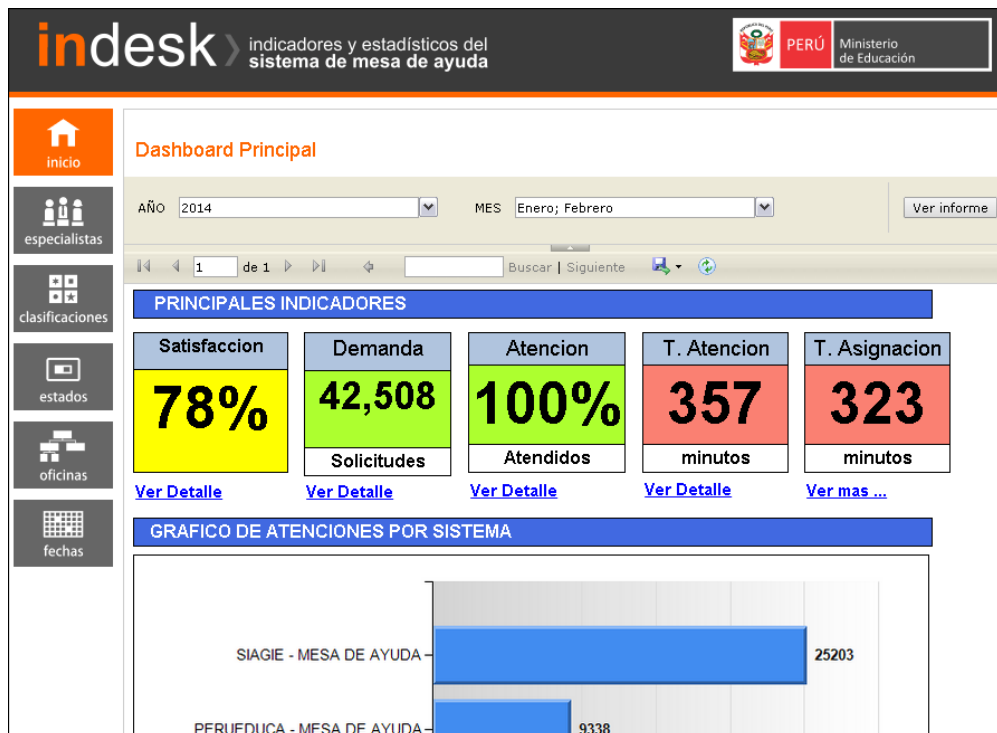 indesk
indicadores y estadísticos del
sistema de mesa de ayuda
PERÚ
Ministerio
de Educación
inicio
especialistas
clasificaciones
estados
oficinas
fechas
Dashboard Principal
AÑO 2014 MES Enero; Febrero Ver informe
1 de 1 Buscar | Siguiente
PRINCIPALES INDICADORES
Satisfaccion Demanda Atencion T. Atencion T. Asignacion
78% 42,508 100% 357 323
Solicitudes Atendidos minutos minutos
Ver Detalle Ver Detalle Ver Detalle Ver Detalle Ver mas ...
GRAFICO DE ATENCIONES POR SISTEMA
SIAGIE - MESA DE AYUDA 25203
PERUEDUCA - MESA DE AYUDA 9338